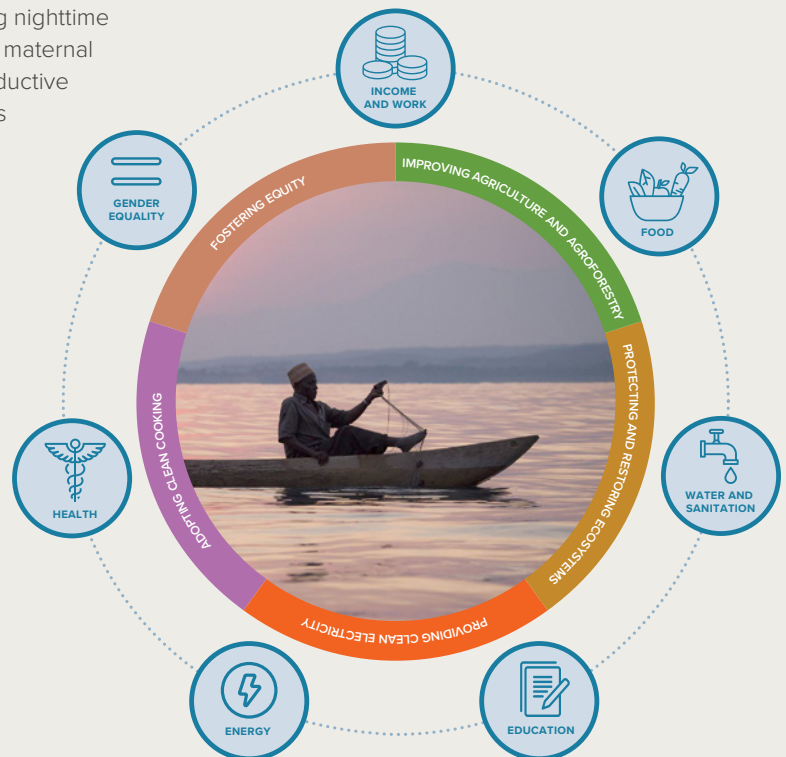 g nighttime
maternal
ductive
s
INCOME
AND WORK
FOOD
WATER AND
SANITATION
EDUCATION
ENERGY
HEALTH
GENDER
EQUALITY
IMPROVING AGRICULTURE AND AGROFORESTRY
PROTECTING AND RESTORING ECOSYSTEMS
PROVIDING CLEAN ELECTRICITY
ADOPTING CLEAN COOKING
FOSTERING EQUITY